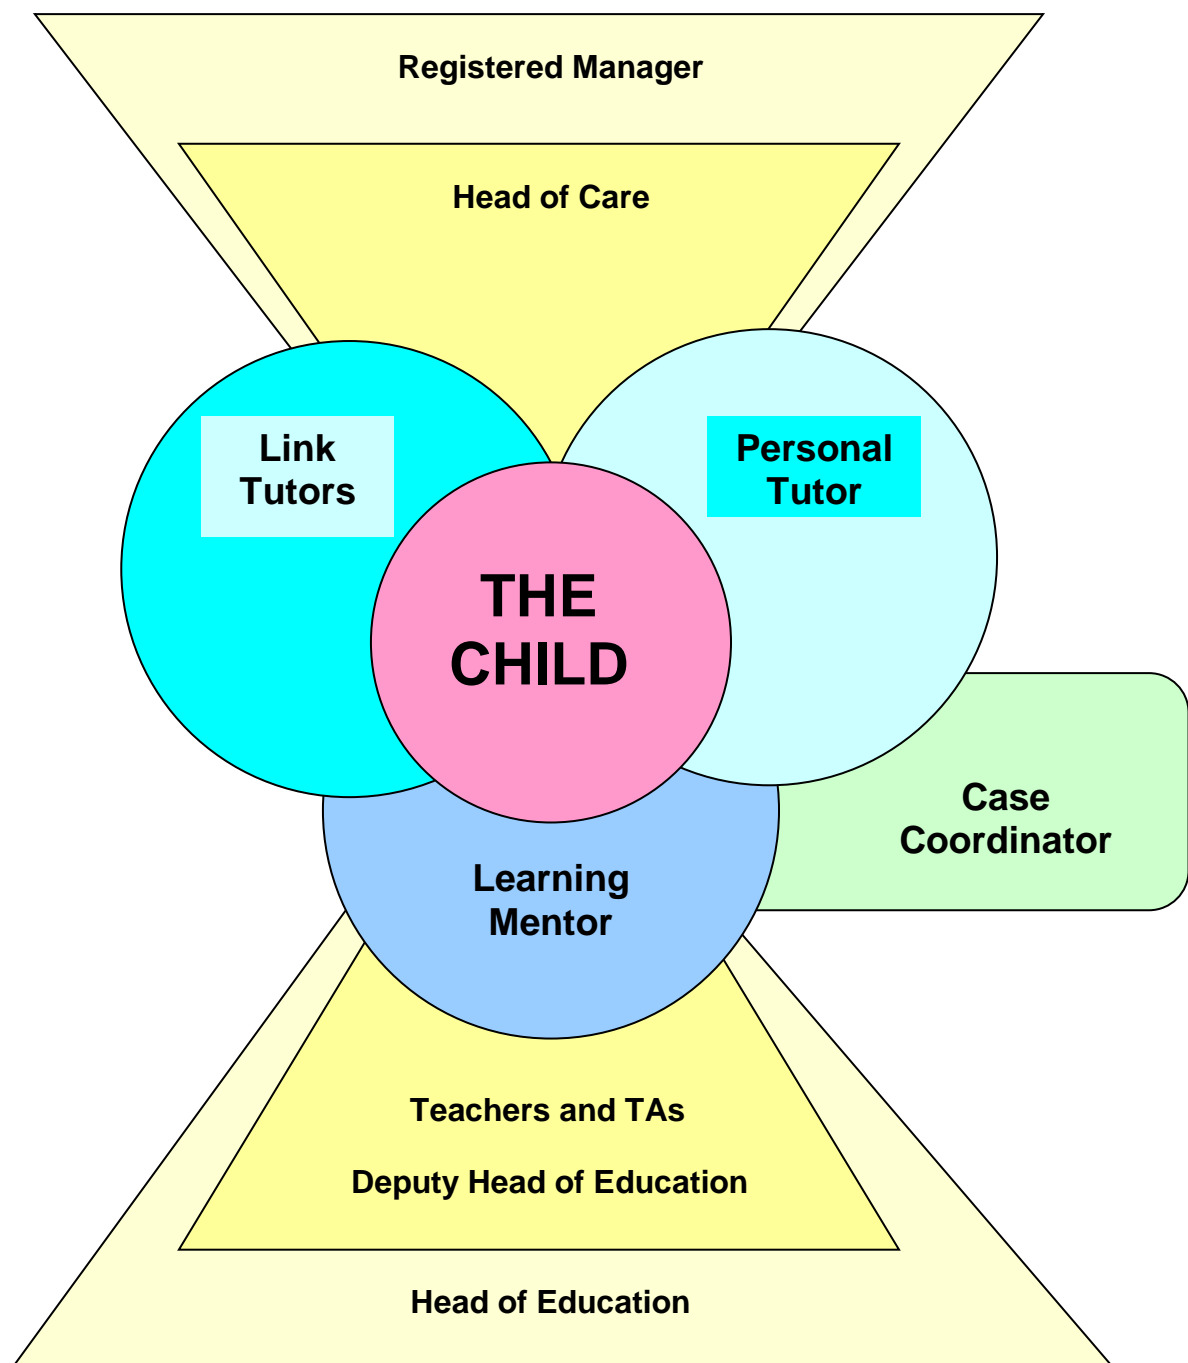 Registered Manager
Head of Care
Link
Tutors
Personal
Tutor
THE
CHILD
Case
Coordinator
Learning
Mentor
Teachers and TAs
Deputy Head of Education
Head of Education